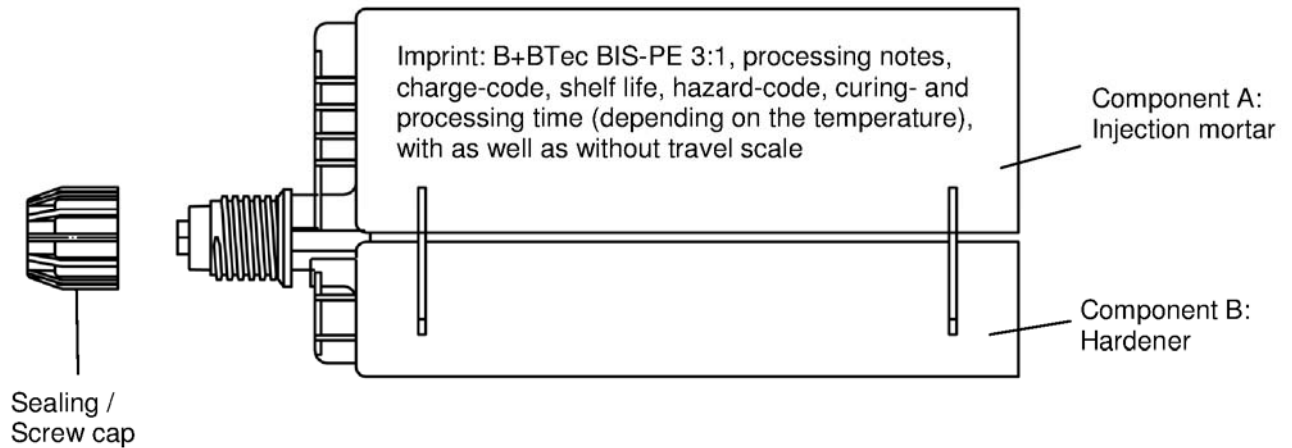 Imprint: B+BTec BIS-PE 3:1, processing notes,
charge-code, shelf life, hazard-code, curing- and
processing time (depending on the temperature),
with as well as without travel scale
Component A:
Injection mortar
Component B:
Hardener
Sealing /
Screw cap